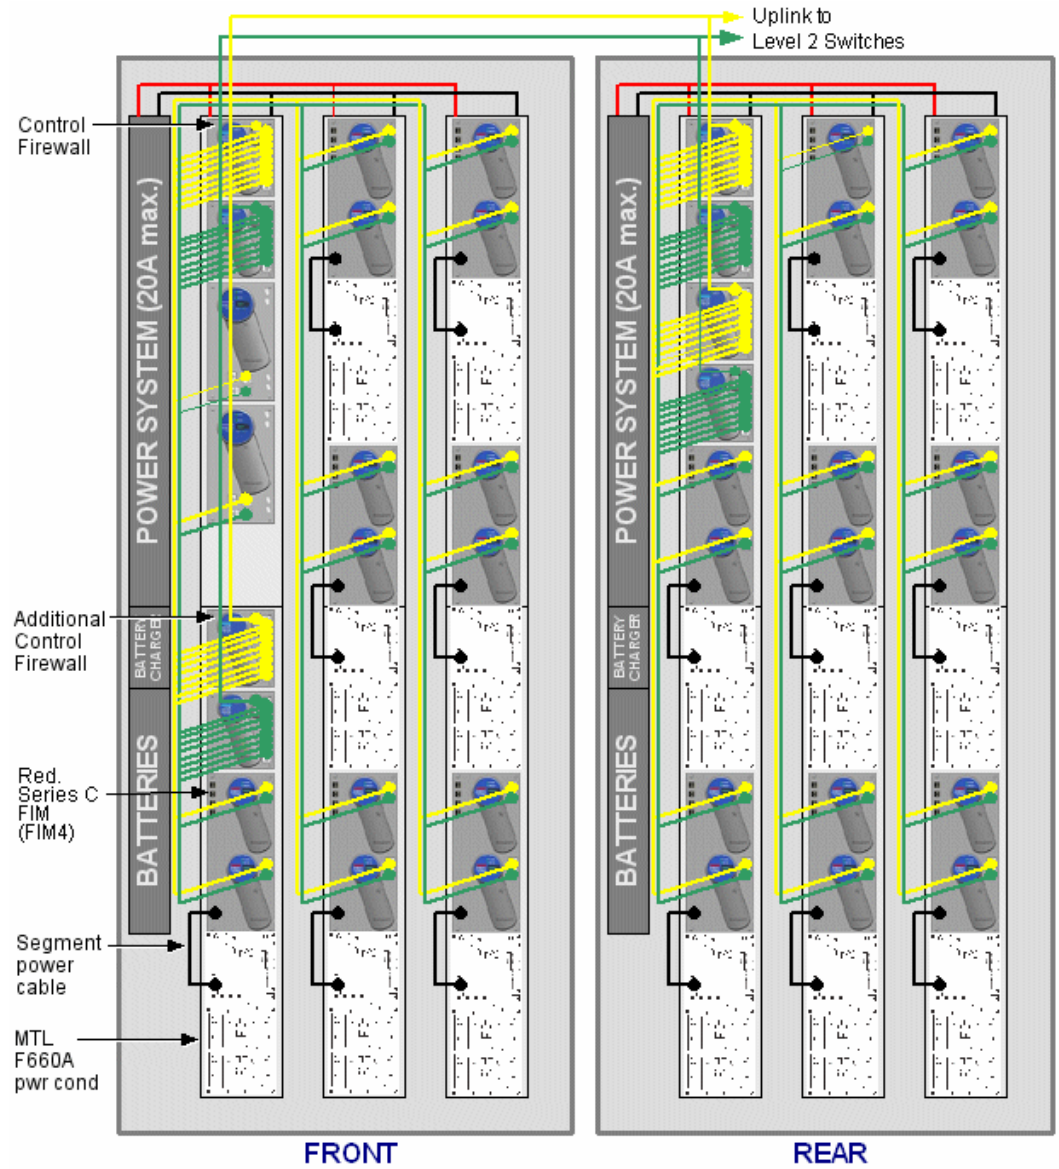 Uplink to
Level 2 Switches
Control
Firewall
POWER SYSTEM (20A max.)
POWER SYSTEM (20A max.)
Additional
Control
Firewall
BATTERY
CHARGER
BATTERY
CHARGER
Red.
Series C
FIM
(FIM4)
BATTERIES
BATTERIES
Segment
power
cable
MTL
F660A
pwr cond
FRONT
REAR